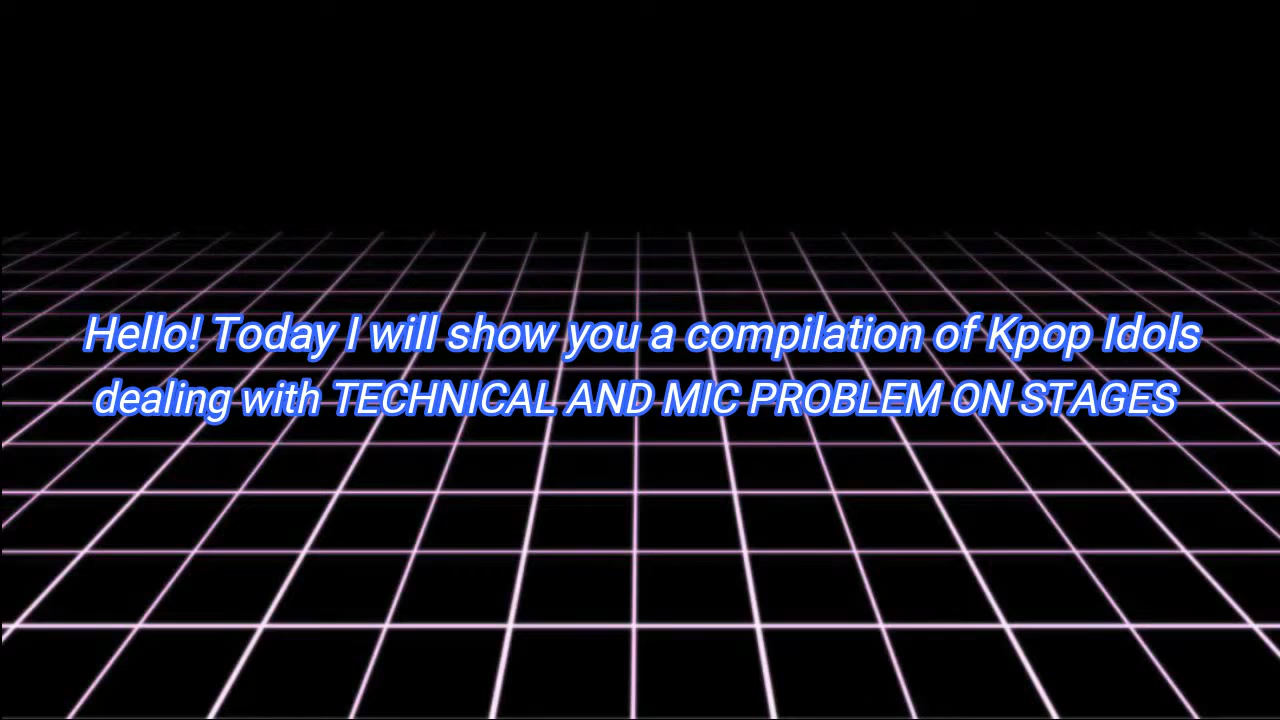 Hello! Today I will show you a compilation of Kpop Idols
dealing with TECHNICAL AND MIC PROBLEM ON STAGES